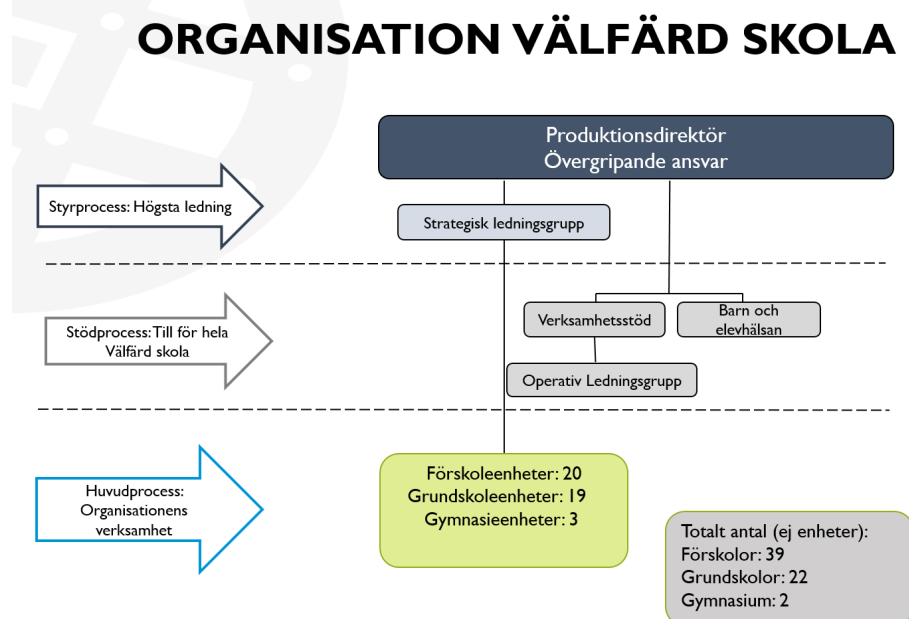 ORGANISATION VÄLFÄRD SKOLA
Produktionsdirektör
Övergripande ansvar
Styrprocess: Högsta ledning
Strategisk ledningsgrupp
Stödprocess: Till för hela
Välfärd skola
Verksamhetsstöd
Barn och
elevhälsan
Operativ Ledningsgrupp
Huvudprocess:
Organisationens
verksamhet
Förskoleenheter: 20
Grundskoleenheter: 19
Gymnasieenheter: 3
Totalt antal (ej enheter):
Förskolor: 39
Grundskolor: 22
Gymnasium: 2